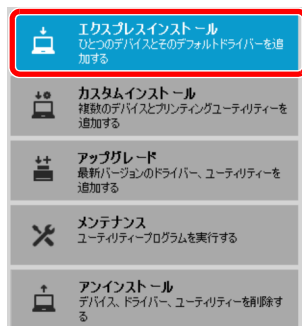 エクスプレスインストール
ひとつのデバイスとそのデフォルトドライバーを追
加する
カスタムインストール
複数のデバイスとプリンティングユーティリティーを
追加する
アップグレード
最新バージョンのドライバー、ユーティリティーを
追加する
メンテナンス
ユーティリティープログラムを実行する
アンインストール
デバイス、ドライバー、ユーティリティーを削除す
る